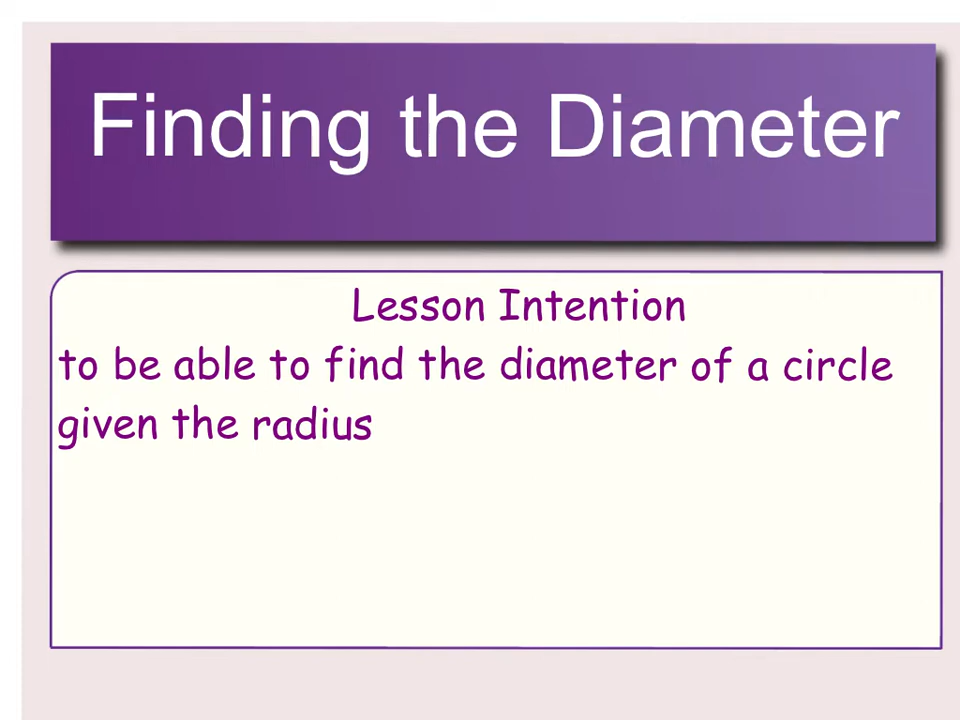 Finding the Diameter
Lesson Intention
to be able to find the diameter of a circle
given the radius